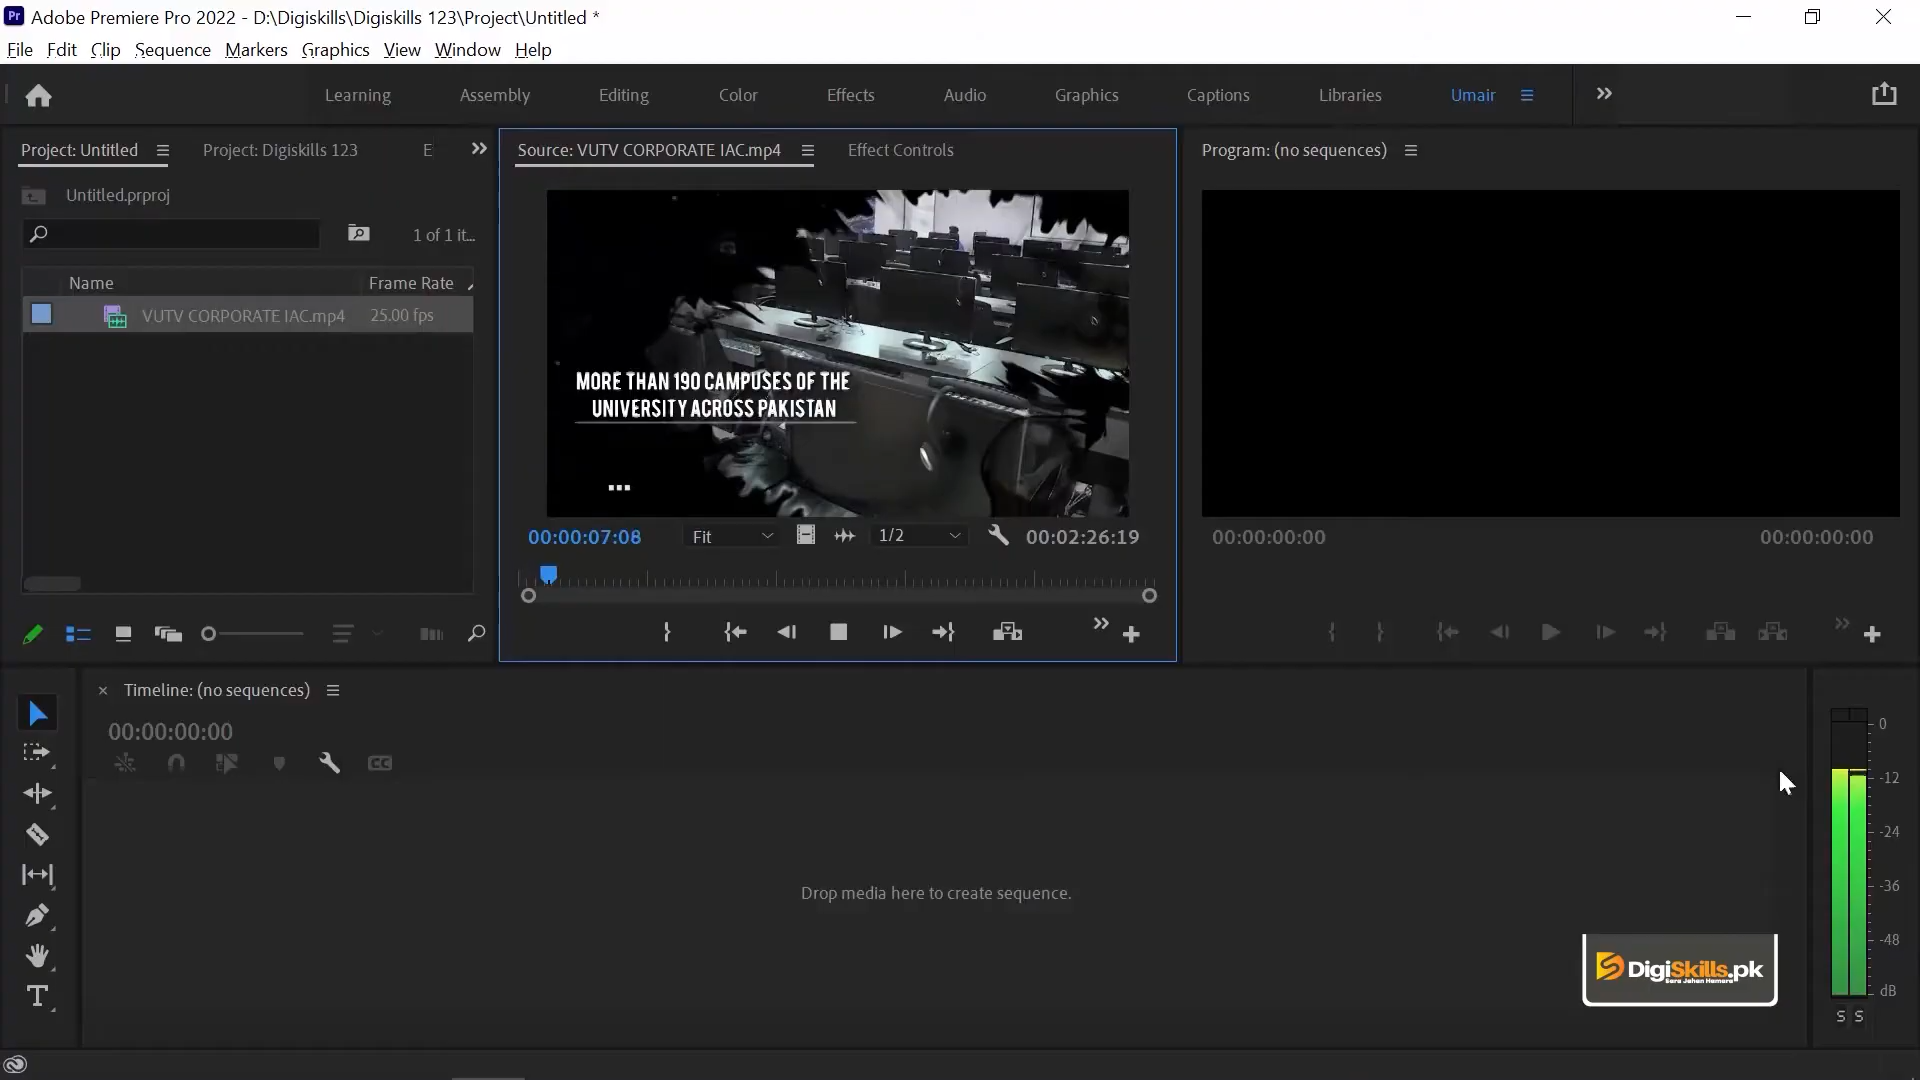 Pr Adobe Premiere Pro 2022 - D:\Digiskills\Digiskills 123\Project\Untitled *
File Edit Clip Sequence Markers Graphics View Window Help
Learning Assembly Editing Color Effects Audio Graphics Captions Libraries Umair
Project: Untitled Project: Digiskills 123 E
Source: VUTV CORPORATE IAC.mp4 Effect Controls
Program: (no sequences)
Untitled.prproj
1 of 1 it...
Name Frame Rate
VUTV CORPORATE IAC.mp4 25.00 fps
MORE THAN 190 CAMPUSES OF THE
UNIVERSITY ACROSS PAKISTAN
...
00:00:07:08 Fit 1/2 00:02:26:19
00:00:00:00 00:00:00:00
Timeline: (no sequences)
00:00:00:00
CC
Drop media here to create sequence.
0
-12
-24
-36
-48
dB
S S
DigiSkills.pk
Sara Jahan Hamara
T